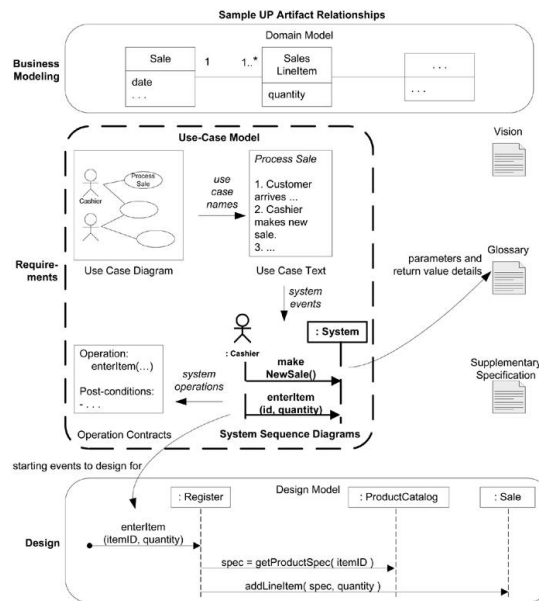 Sample UP Artifact Relationships
Domain Model
Business
Modeling
Sale
date
. . .
1
1..*
Sales
LineItem
quantity
. . .
. . .
Use-Case Model
Process
Sale
Cashier
Use Case Diagram
use
case
names
Process Sale
1. Customer
arrives ...
2. Cashier
makes new
sale.
3. ...
Use Case Text
Vision
Require-
ments
system
events
parameters and
return value details
Glossary
: Cashier
: System
make
NewSale()
enterItem
(id, quantity)
system
operations
Operation:
enterItem(…)
Post-conditions:
- . . .
Operation Contracts
System Sequence Diagrams
Supplementary
Specification
starting events to design for
Design Model
Design
: Register
: ProductCatalog
: Sale
enterItem
(itemID, quantity)
spec = getProductSpec( itemID )
addLineItem( spec, quantity )